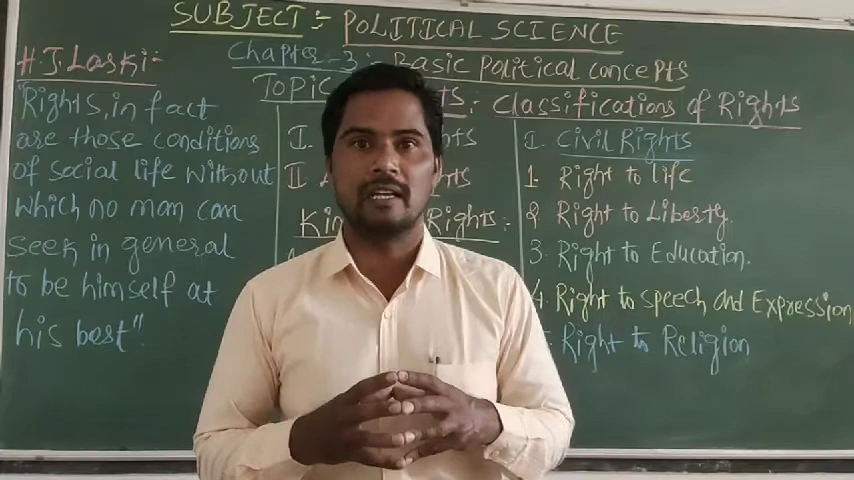 SUBJECT :- POLITICAL SCIENCE
Chapter-3: BASIC POLITICAL CONCEPTS
TOPIC : CLASSIFICATIONS OF RIGHTS
H.J. LASKI :-
"RIGHTS, in fact
are those conditions
of social life without
which no man can
seek in general
to be himself at
his best".
I.
II
KIN RIGHTS :-
I. CIVIL RIGHTS
1. RIGHT to life
2 RIGHT to LIBERTY.
3. RIGHT to EDUCATION.
4. RIGHT to SPEECH And EXPRESSION
RIGHT to RELIGION